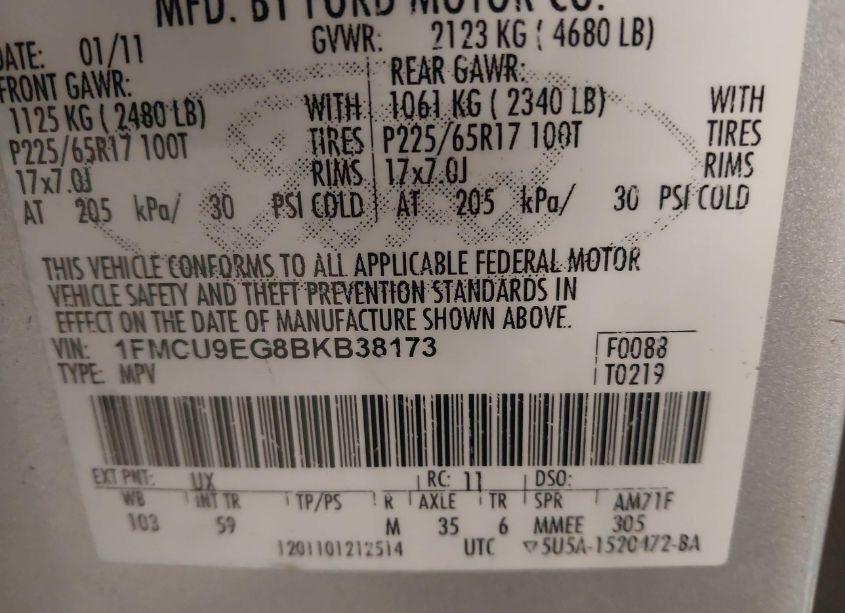 MFD. BY FORD MOTOR CO.
DATE: 01/11 GVWR: 2123 KG ( 4680 LB)
FRONT GAWR: REAR GAWR:
1125 KG ( 2480 LB) WITH 1061 KG ( 2340 LB) WITH
P225/65R17 100T TIRES P225/65R17 100T TIRES
17x7.0J RIMS 17x7.0J RIMS
AT 205 kPa/ 30 PSI COLD AT 205 kPa/ 30 PSI COLD
THIS VEHICLE CONFORMS TO ALL APPLICABLE FEDERAL MOTOR
VEHICLE SAFETY AND THEFT PREVENTION STANDARDS IN
EFFECT ON THE DATE OF MANUFACTURE SHOWN ABOVE.
VIN: 1FMCU9EG8BKB38173 F0088
TYPE: MPV T0219
EXT PNT: UX RC: 11 DSO:
WB INT TR TP/PS R AXLE TR SPR AM71F
103 59 M 35 6 MMEE 305
1201101212514 UTC ▽5U5A-1520472-BA